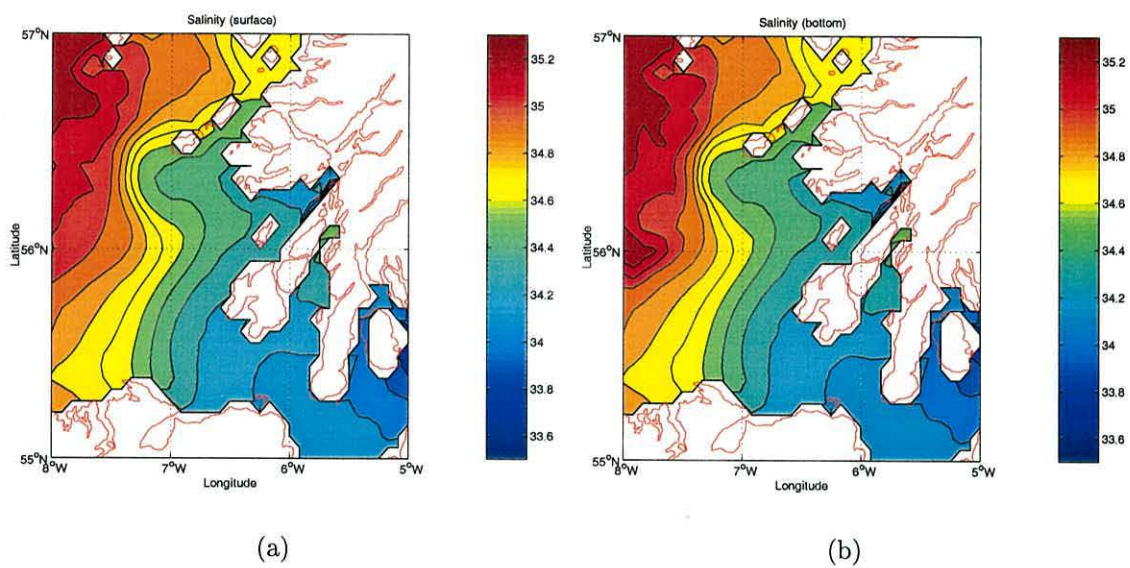 Salinity (surface)
57°N
56°N
55°N
8°W
7°W
6°W
5°W
Latitude
Longitude
35.2
35
34.8
34.6
34.4
34.2
34
33.8
33.6
(a)
Salinity (bottom)
57°N
56°N
55°N
8°W
7°W
6°W
5°W
Latitude
Longitude
35.2
35
34.8
34.6
34.4
34.2
34
33.8
33.6
(b)